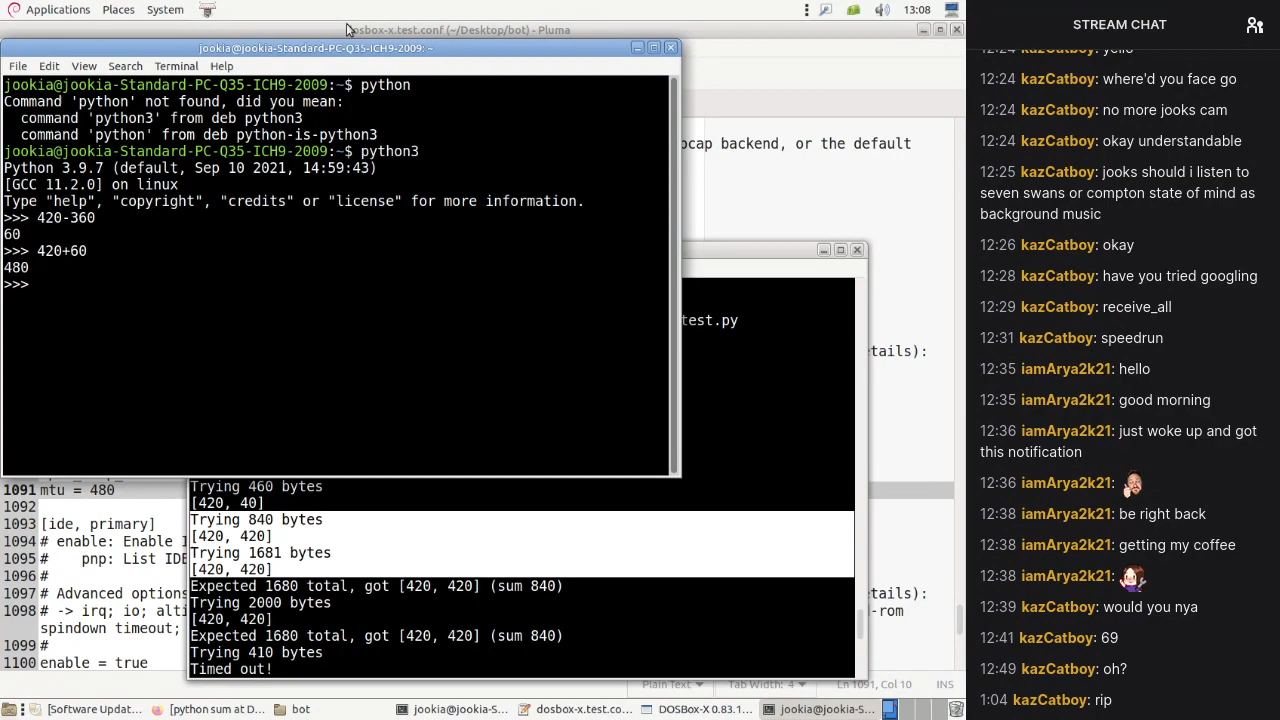 Applications Places System 13:08
dosbox-x.test.conf (~/Desktop/bot) - Pluma
jookia@jookia-Standard-PC-Q35-ICH9-2009: ~
File Edit View Search Terminal Help
jookia@jookia-Standard-PC-Q35-ICH9-2009:~$ python
Command 'python' not found, did you mean:
command 'python3' from deb python3
command 'python' from deb python-is-python3
jookia@jookia-Standard-PC-Q35-ICH9-2009:~$ python3
Python 3.9.7 (default, Sep 10 2021, 14:59:43)
[GCC 11.2.0] on linux
Type "help", "copyright", "credits" or "license" for more information.
>>> 420-360
60
>>> 420+60
480
>>>
pcap backend, or the default
test.py
etails):
1091 mtu = 480
1092
1093 [ide, primary]
1094 # enable: Enable I
1095 # pnp: List IDE
1096 #
1097 # Advanced options
etails):
1098 # -> irq; io; alti
-rom
spindown timeout;
1099 #
1100 enable = true
Trying 460 bytes
[420, 40]
Trying 840 bytes
[420, 420]
Trying 1681 bytes
[420, 420]
Expected 1680 total, got [420, 420] (sum 840)
Trying 2000 bytes
[420, 420]
Expected 1680 total, got [420, 420] (sum 840)
Trying 410 bytes
Timed out!
Plain Text Tab Width: 4 Ln 1091, Col 10 INS
[Software Updat... [python sum at D... bot jookia@jookia-S... dosbox-x.test.co... DOSBox-X 0.83.1... jookia@jookia-S...
STREAM CHAT
12:24 kazCatboy: yello
12:24 kazCatboy: where'd you face go
12:24 kazCatboy: no more jooks cam
12:24 kazCatboy: okay understandable
12:25 kazCatboy: jooks should i listen to
seven swans or compton state of mind as
background music
12:26 kazCatboy: okay
12:28 kazCatboy: have you tried googling
12:29 kazCatboy: receive_all
12:31 kazCatboy: speedrun
12:35 iamArya2k21: hello
12:35 iamArya2k21: good morning
12:36 iamArya2k21: just woke up and got
this notification
12:36 iamArya2k21:
12:38 iamArya2k21: be right back
12:38 iamArya2k21: getting my coffee
12:38 iamArya2k21:
12:39 kazCatboy: would you nya
12:41 kazCatboy: 69
12:49 kazCatboy: oh?
1:04 kazCatboy: rip